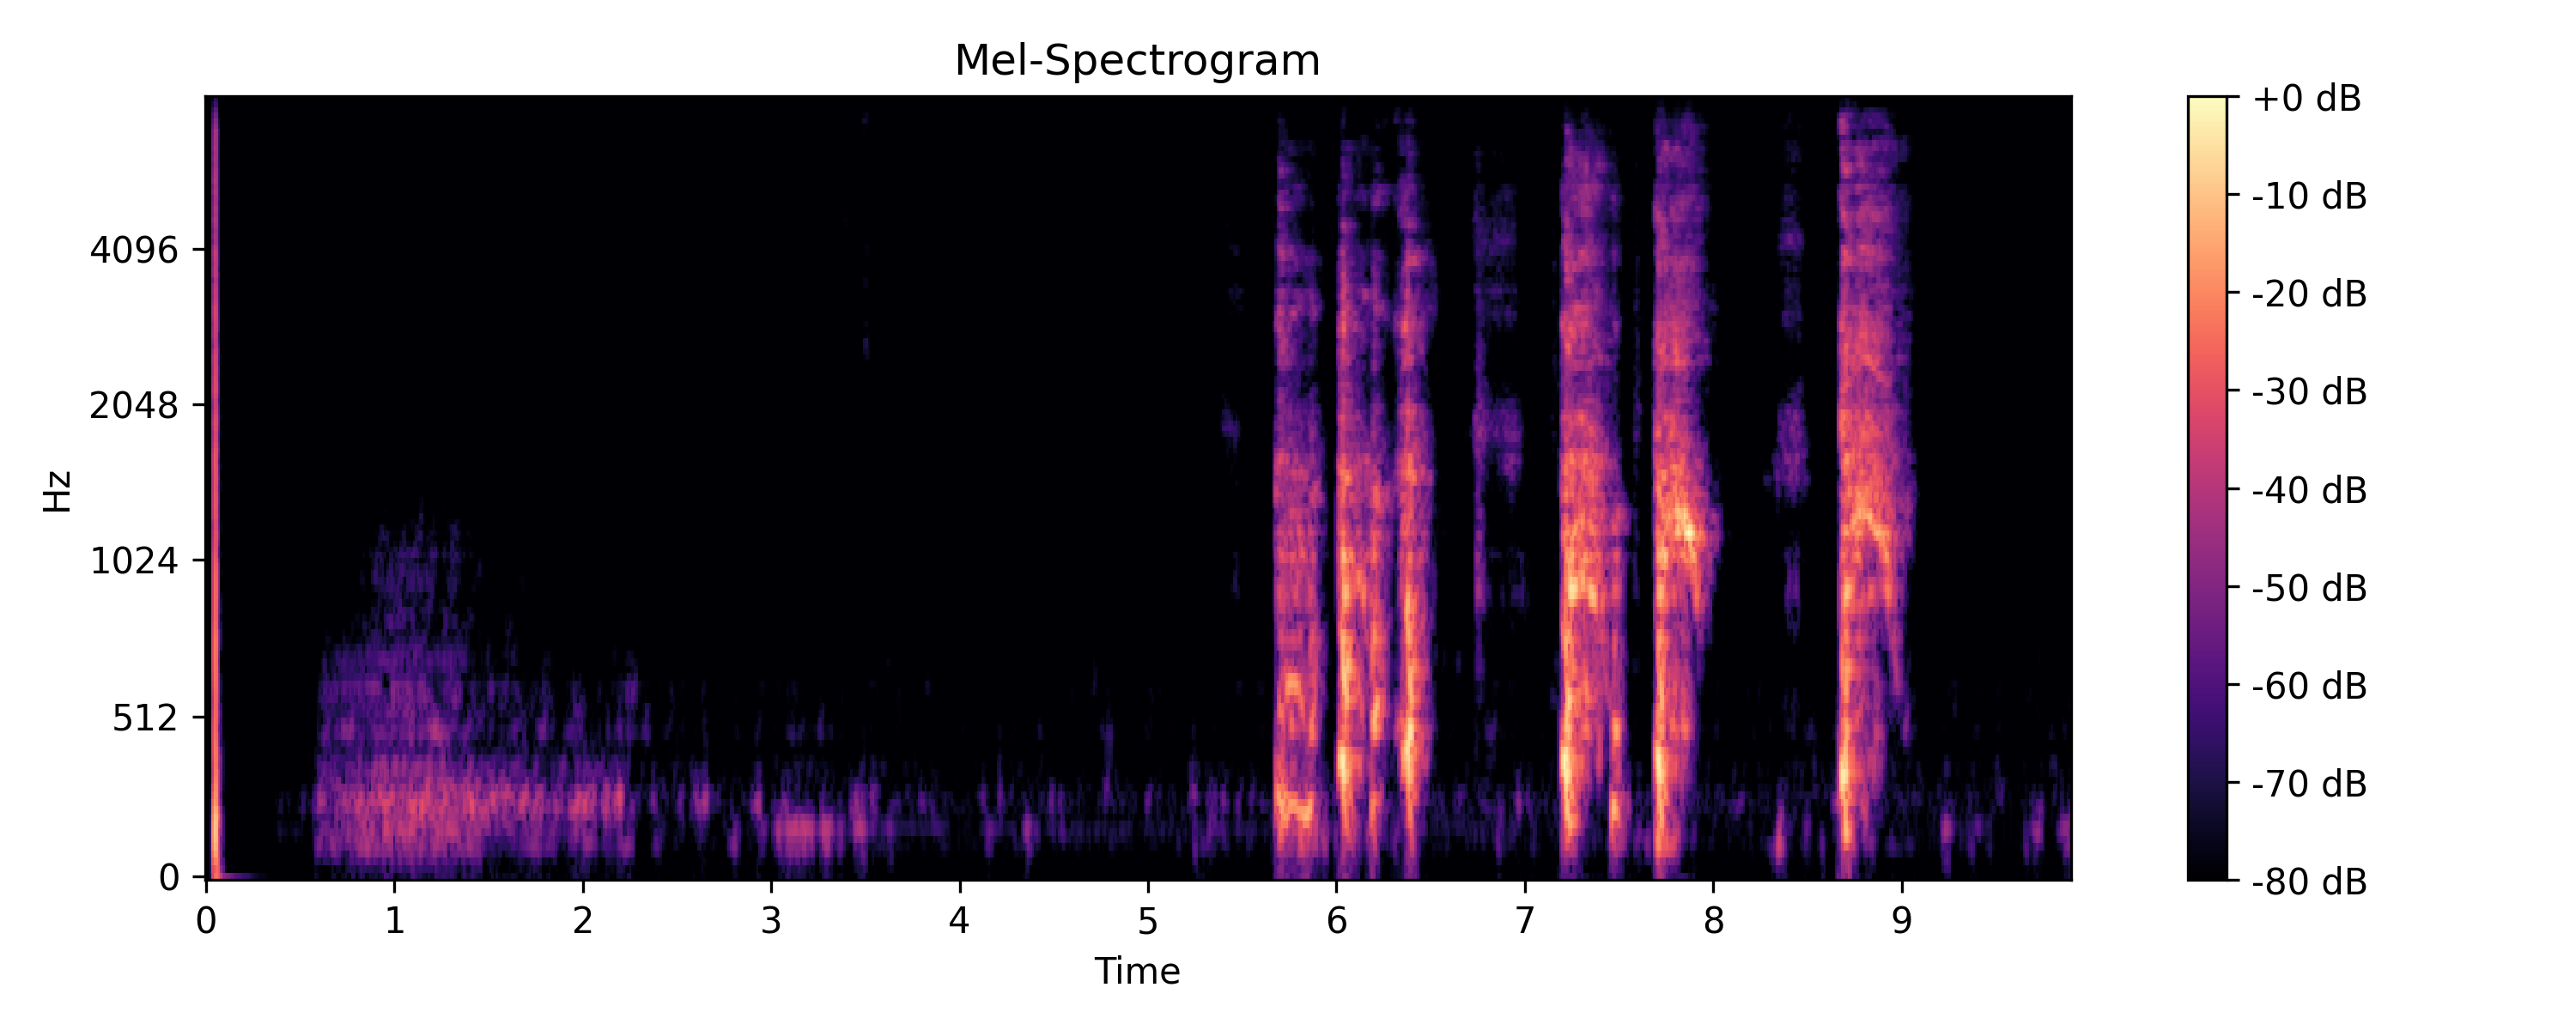 Mel-Spectrogram
Hz
4096
2048
1024
512
0
0 1 2 3 4 5 6 7 8 9
Time
+0 dB
-10 dB
-20 dB
-30 dB
-40 dB
-50 dB
-60 dB
-70 dB
-80 dB